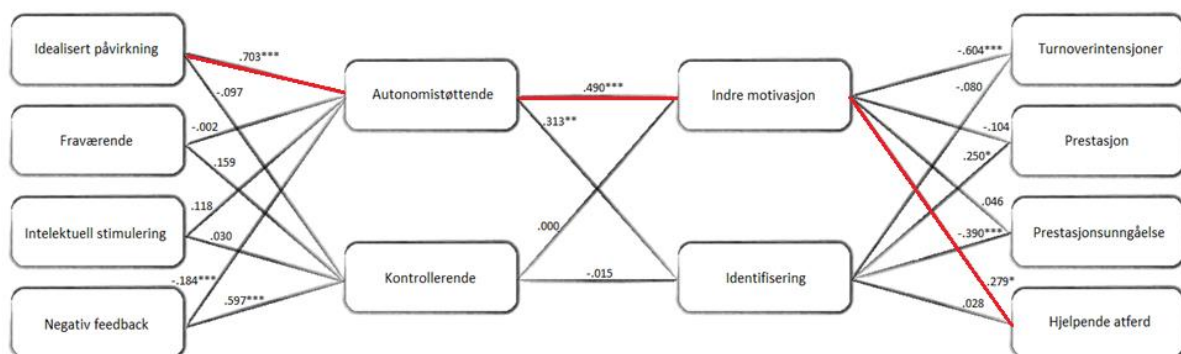 Idealisert påvirkning
Fraværende
Intelektuell stimulering
Negativ feedback
.703***
-.097
-.002
.159
.118
.030
-.184***
.597***
Autonomistøttende
Kontrollerende
.490***
.313**
.000
-.015
Indre motivasjon
Identifisering
-.604***
-.080
-.104
.250*
.046
-.390***
.279*
.028
Turnoverintensjoner
Prestasjon
Prestasjonsunngåelse
Hjelpende atferd